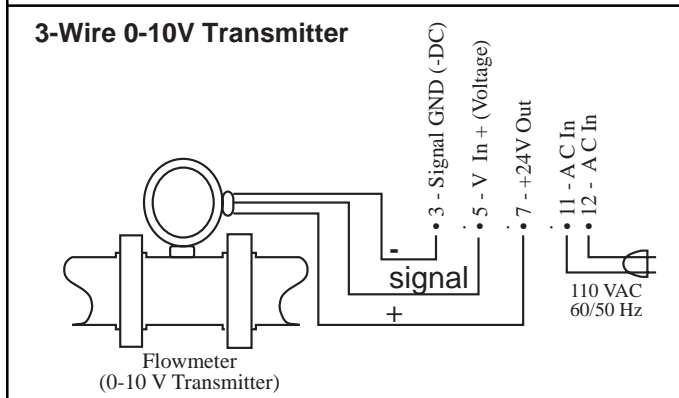 3-Wire 0-10V Transmitter
3 - Signal GND (-DC)
5 - V In + (Voltage)
7 - +24V Out
11 - A C In
12 - A C In
-
signal
+
110 VAC
60/50 Hz
Flowmeter
(0-10 V Transmitter)